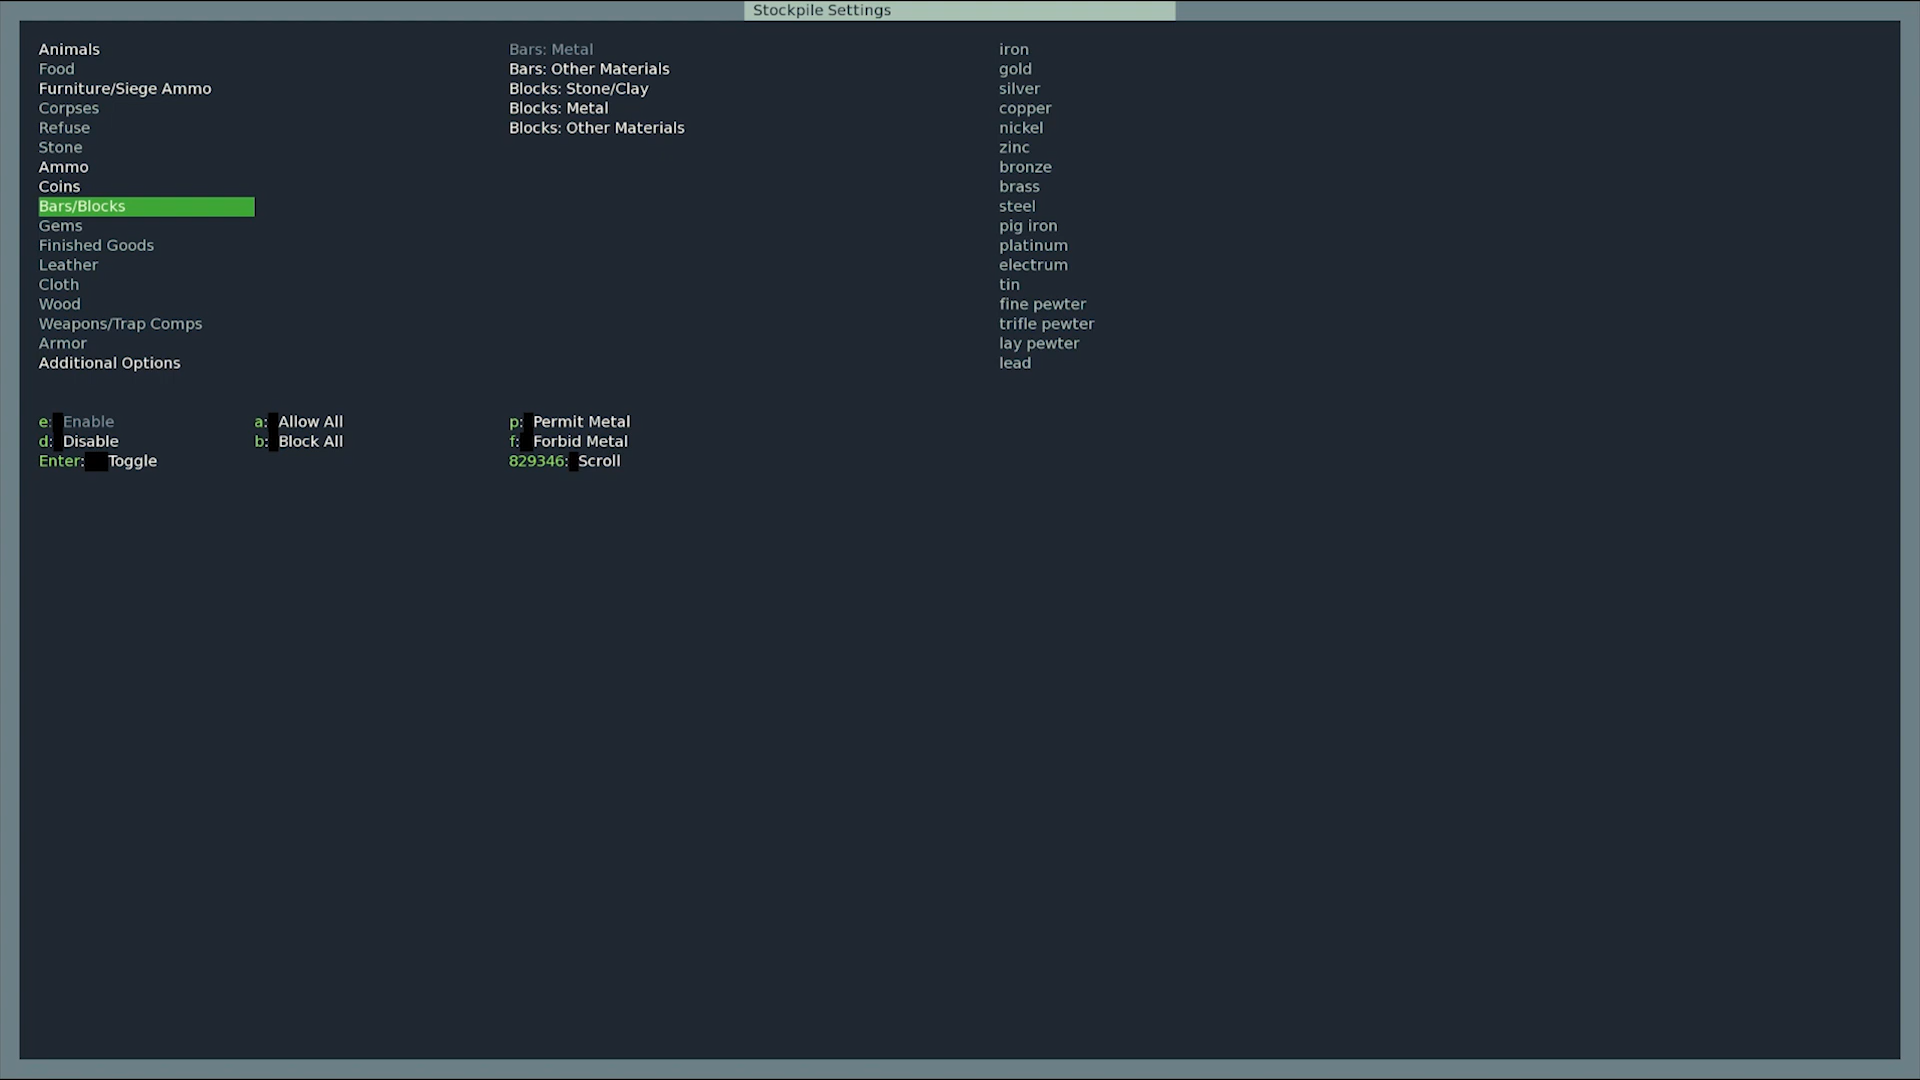 Stockpile Settings
Animals
Food
Furniture/Siege Ammo
Corpses
Refuse
Stone
Ammo
Coins
Bars/Blocks
Gems
Finished Goods
Leather
Cloth
Wood
Weapons/Trap Comps
Armor
Additional Options
Bars: Metal
Bars: Other Materials
Blocks: Stone/Clay
Blocks: Metal
Blocks: Other Materials
iron
gold
silver
copper
nickel
zinc
bronze
brass
steel
pig iron
platinum
electrum
tin
fine pewter
trifle pewter
lay pewter
lead
e: Enable
d: Disable
Enter: Toggle
a: Allow All
b: Block All
p: Permit Metal
f: Forbid Metal
829346: Scroll